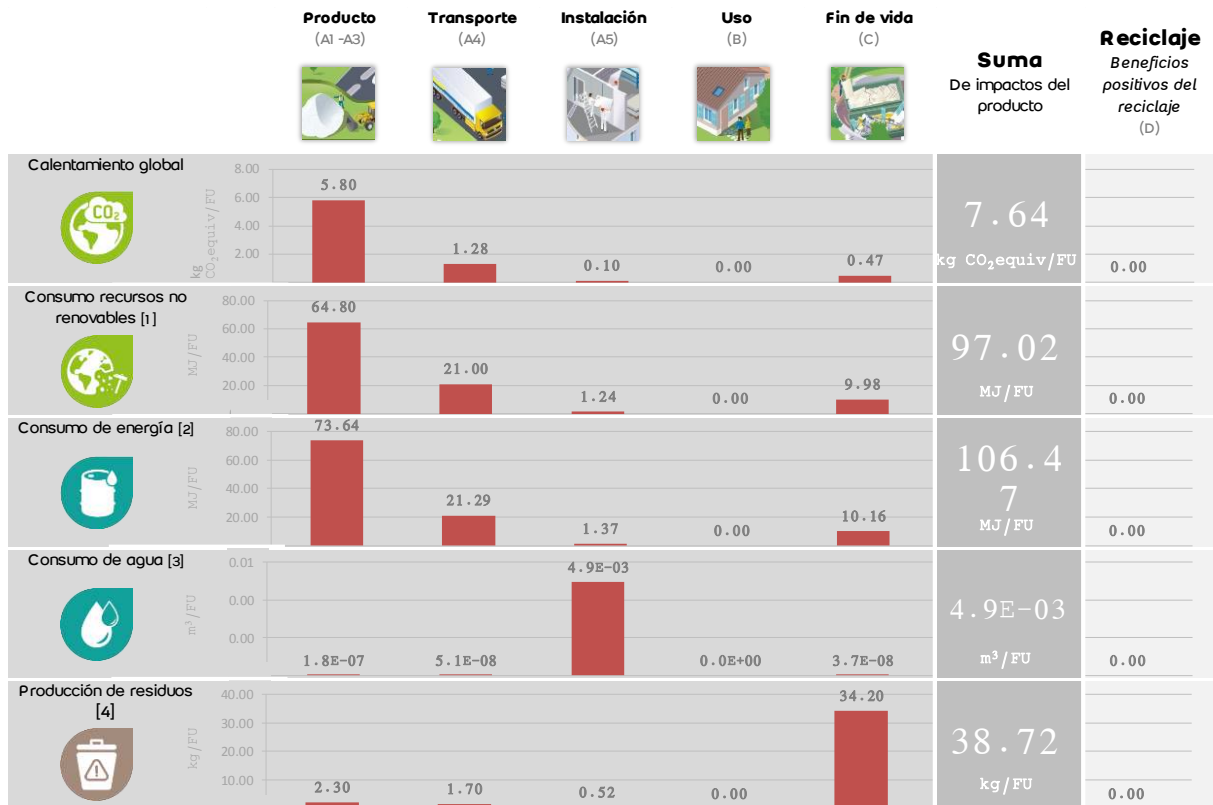 Producto
(A1 -A3)
Transporte
(A4)
Instalación
(A5)
Uso
(B)
Fin de vida
(C)
Suma
De impactos del
producto
Reciclaje
Beneficios
positivos del
reciclaje
(D)
Calentamiento global
CO₂
kg
CO₂equiv/FU
8.00
6.00
4.00
2.00
5.80
1.28
0.10
0.00
0.47
7.64
kg CO₂equiv/FU
0.00
Consumo recursos no
renovables [1]
MJ/FU
80.00
60.00
40.00
20.00
-
64.80
21.00
1.24
0.00
9.98
97.02
MJ/FU
0.00
Consumo de energía [2]
MJ/FU
80.00
60.00
40.00
20.00
73.64
21.29
1.37
0.00
10.16
106.4
7
MJ/FU
0.00
Consumo de agua [3]
m³/FU
0.01
0.00
0.00
1.8E-07
5.1E-08
4.9E-03
0.0E+00
3.7E-08
4.9E-03
m³/FU
0.00
Producción de residuos
[4]
kg/FU
40.00
30.00
20.00
10.00
2.30
1.70
0.52
0.00
34.20
38.72
kg/FU
0.00